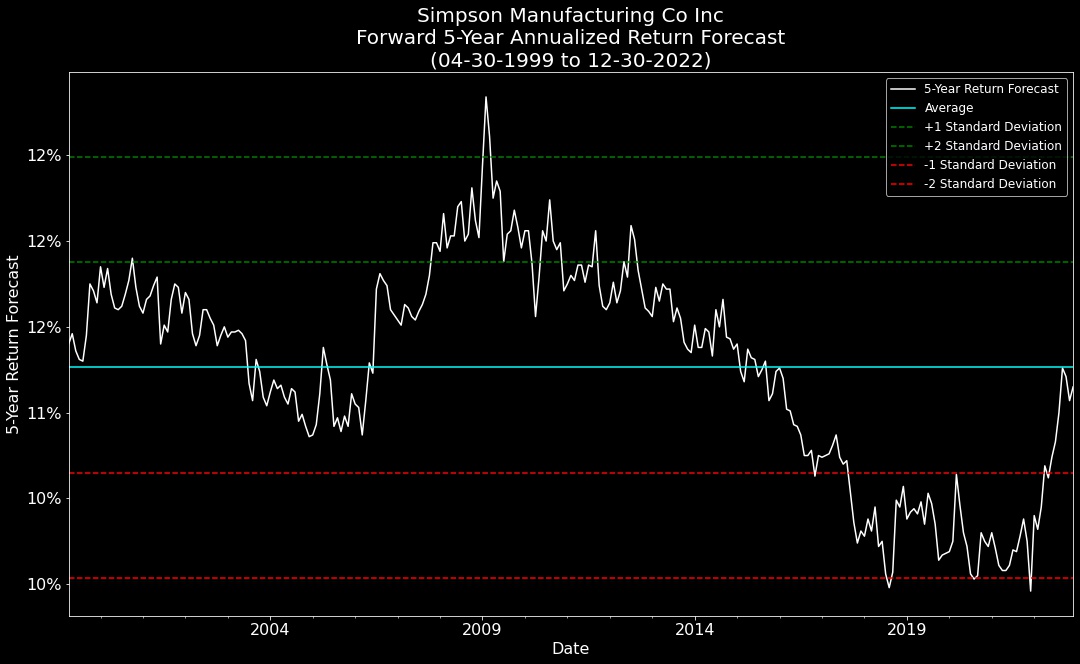 Simpson Manufacturing Co Inc
Forward 5-Year Annualized Return Forecast
(04-30-1999 to 12-30-2022)
5-Year Return Forecast
Average
+1 Standard Deviation
+2 Standard Deviation
-1 Standard Deviation
-2 Standard Deviation
5-Year Return Forecast
12%
12%
12%
11%
10%
10%
2004
2009
2014
2019
Date